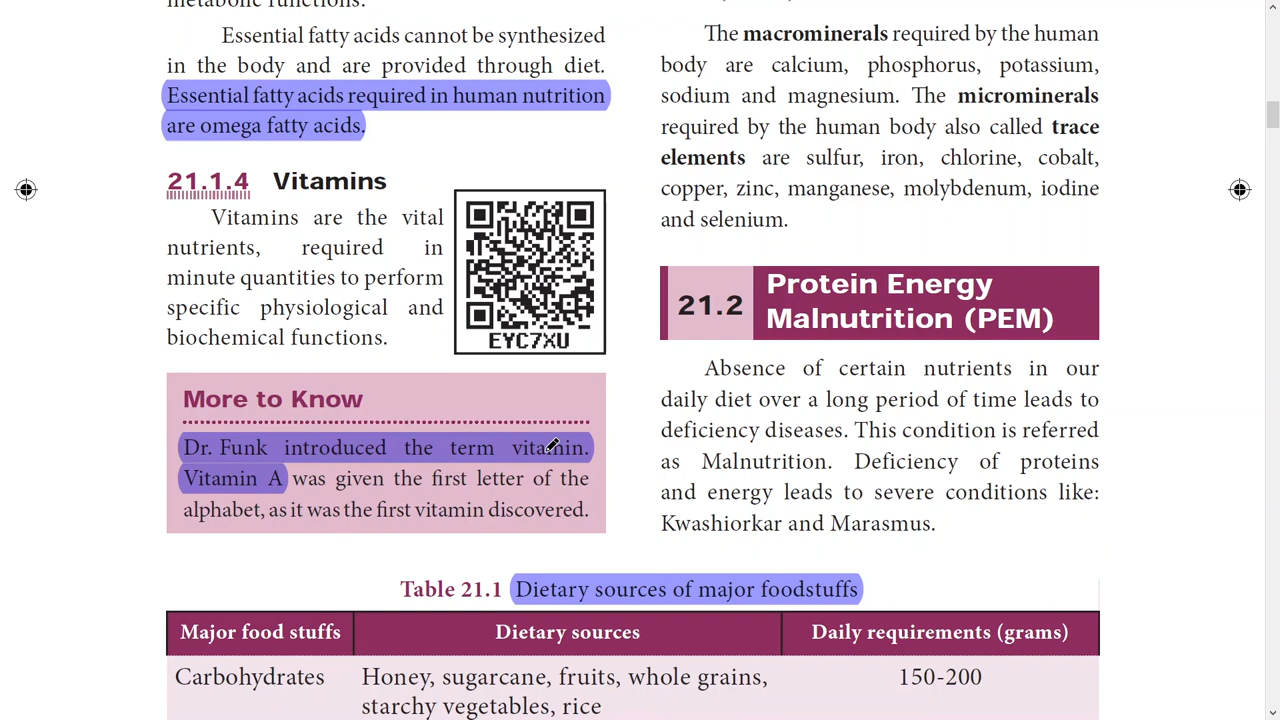 metabolic functions.
Essential fatty acids cannot be synthesized
in the body and are provided through diet.
Essential fatty acids required in human nutrition
are omega fatty acids.
21.1.4 Vitamins
Vitamins are the vital
nutrients, required in
minute quantities to perform
specific physiological and
biochemical functions.
EYC7XU
More to Know
Dr. Funk introduced the term vitamin.
Vitamin A was given the first letter of the
alphabet, as it was the first vitamin discovered.
The macrominerals required by the human
body are calcium, phosphorus, potassium,
sodium and magnesium. The microminerals
required by the human body also called trace
elements are sulfur, iron, chlorine, cobalt,
copper, zinc, manganese, molybdenum, iodine
and selenium.
21.2 Protein Energy
Malnutrition (PEM)
Absence of certain nutrients in our
daily diet over a long period of time leads to
deficiency diseases. This condition is referred
as Malnutrition. Deficiency of proteins
and energy leads to severe conditions like:
Kwashiorkar and Marasmus.
Table 21.1 Dietary sources of major foodstuffs
Major food stuffs Dietary sources Daily requirements (grams)
Carbohydrates Honey, sugarcane, fruits, whole grains, 150-200
starchy vegetables, rice